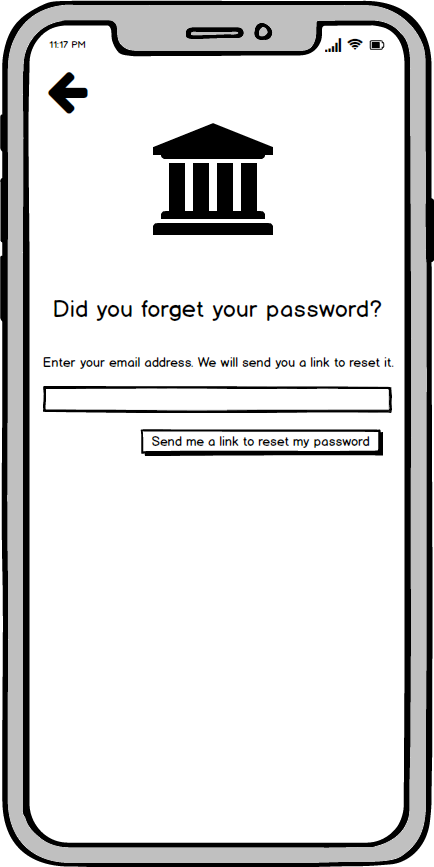 11:17 PM
Did you forget your password?
Enter your email address. We will send you a link to reset it.
Send me a link to reset my password